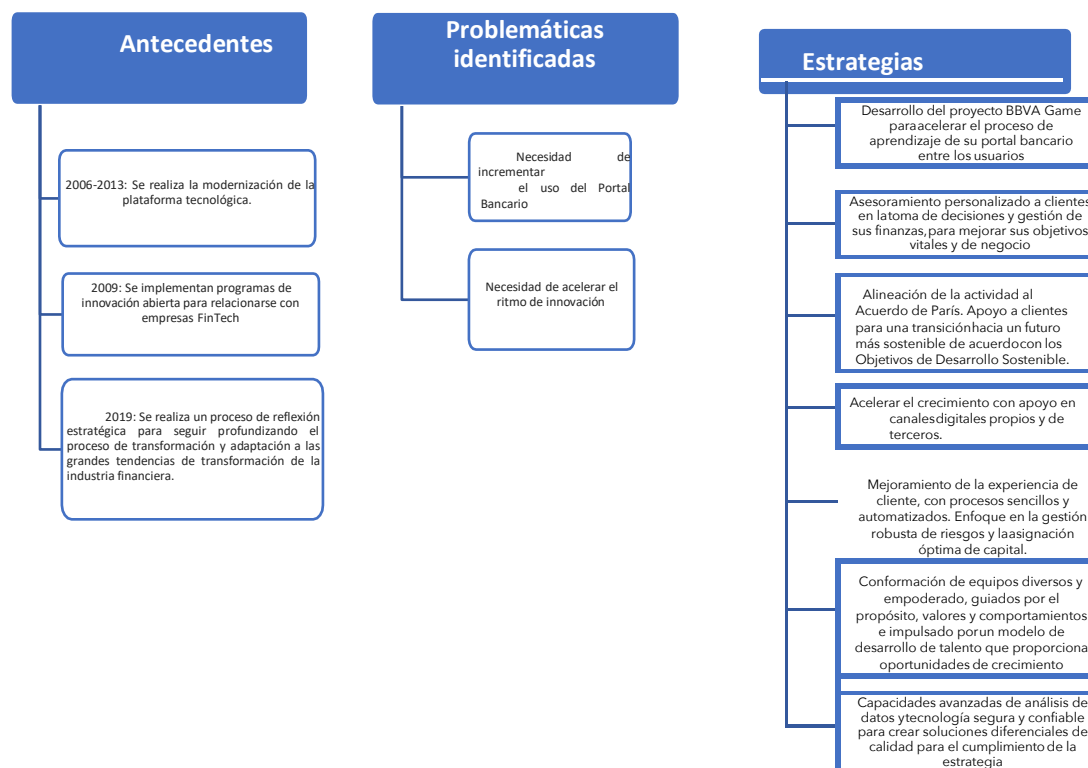 Antecedentes
2006-2013: Se realiza la modernización de la
plataforma tecnológica.
2009: Se implementan programas de
innovación abierta para relacionarse con
empresas FinTech
2019: Se realiza un proceso de reflexión
estratégica para seguir profundizando el
proceso de transformación y adaptación a las
grandes tendencias de transformación de la
industria financiera.
Problemáticas
identificadas
Necesidad de
incrementar
el uso del Portal
Bancario
Necesidad de acelerar el
ritmo de innovación
Estrategias
Desarrollo del proyecto BBVA Game
paraacelerar el proceso de
aprendizaje de su portal bancario
entre los usuarios
Asesoramiento personalizado a clientes
en latoma de decisiones y gestión de
sus finanzas,para mejorar sus objetivos
vitales y de negocio
Alineación de la actividad al
Acuerdo de París. Apoyo a clientes
para una transiciónhacia un futuro
más sostenible de acuerdocon los
Objetivos de Desarrollo Sostenible.
Acelerar el crecimiento con apoyo en
canalesdigitales propios y de
terceros.
Mejoramiento de la experiencia de
cliente, con procesos sencillos y
automatizados. Enfoque en la gestión
robusta de riesgos y laasignación
óptima de capital.
Conformación de equipos diversos y
empoderado, guiados por el
propósito, valores y comportamientos
e impulsado porun modelo de
desarrollo de talento que proporciona
oportunidades de crecimiento
Capacidades avanzadas de análisis de
datos ytecnología segura y confiable
para crear soluciones diferenciales de
calidad para el cumplimiento de la
estrategia